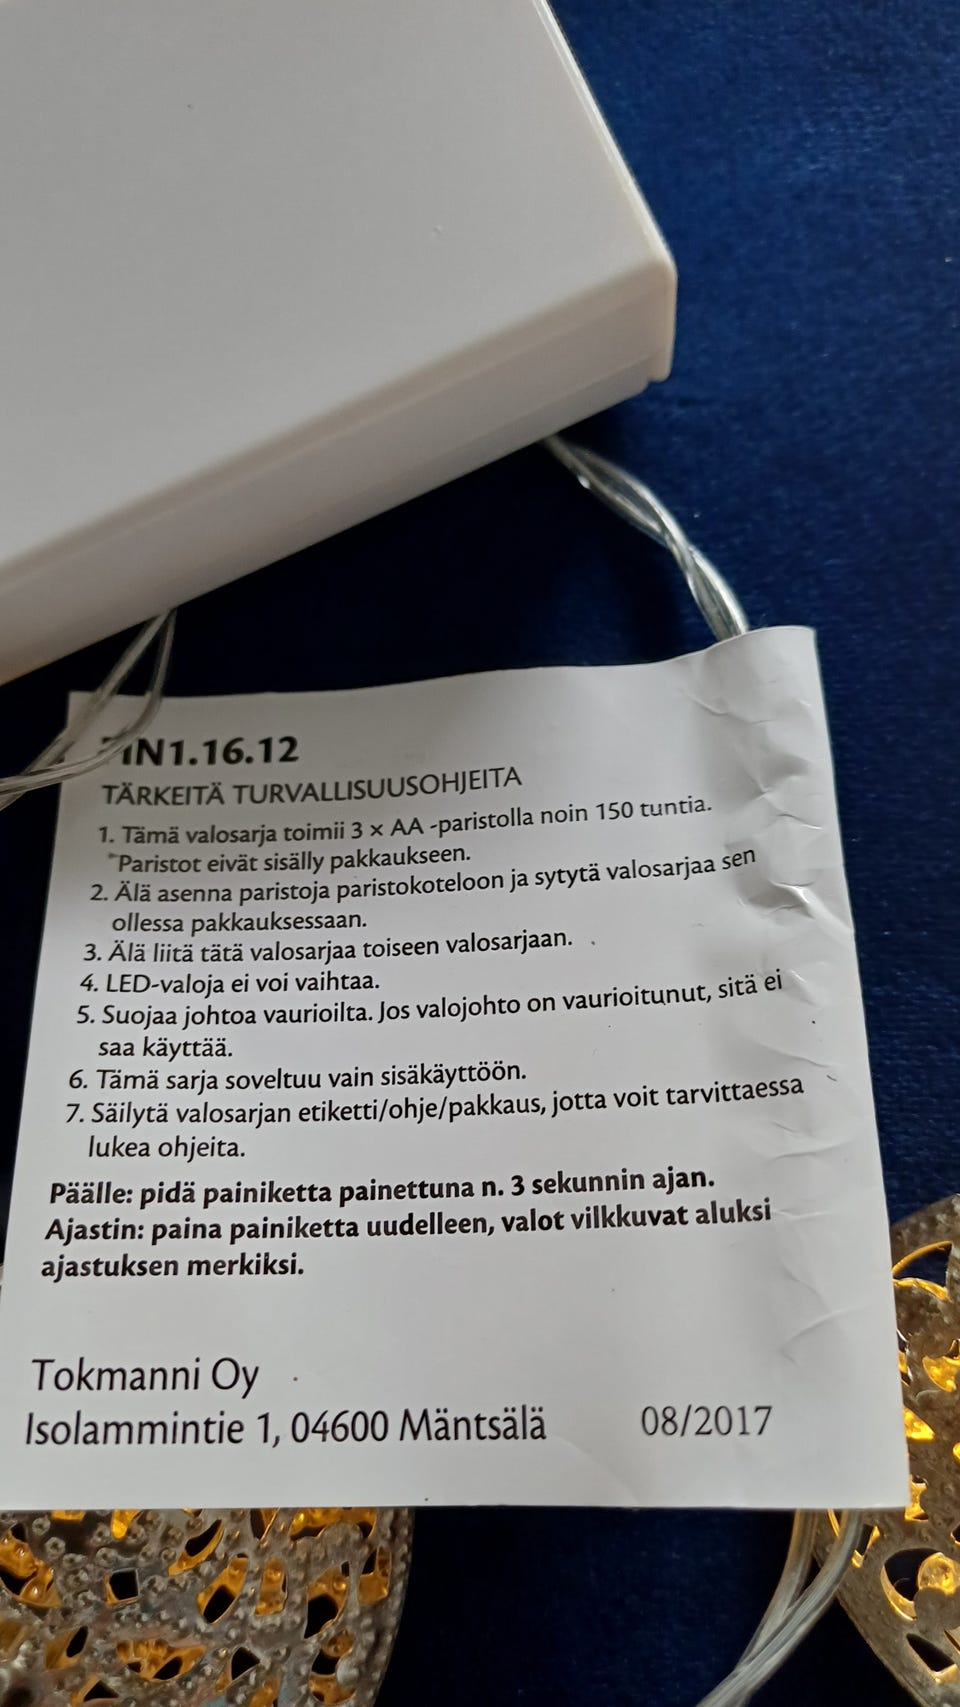 FIN1.16.12
TÄRKEITÄ TURVALLISUUSOHJEITA
1. Tämä valosarja toimii 3 x AA -paristolla noin 150 tuntia.
*Paristot eivät sisälly pakkaukseen.
2. Älä asenna paristoja paristokoteloon ja sytytä valosarjaa sen
ollessa pakkauksessaan.
3. Älä liitä tätä valosarjaa toiseen valosarjaan.
4. LED-valoja ei voi vaihtaa.
5. Suojaa johtoa vaurioilta. Jos valojohto on vaurioitunut, sitä ei
saa käyttää.
6. Tämä sarja soveltuu vain sisäkäyttöön.
7. Säilytä valosarjan etiketti/ohje/pakkaus, jotta voit tarvittaessa
lukea ohjeita.
Päälle: pidä painiketta painettuna n. 3 sekunnin ajan.
Ajastin: paina painiketta uudelleen, valot vilkkuvat aluksi
ajastuksen merkiksi.
Tokmanni Oy
Isolammintie 1, 04600 Mäntsälä 08/2017